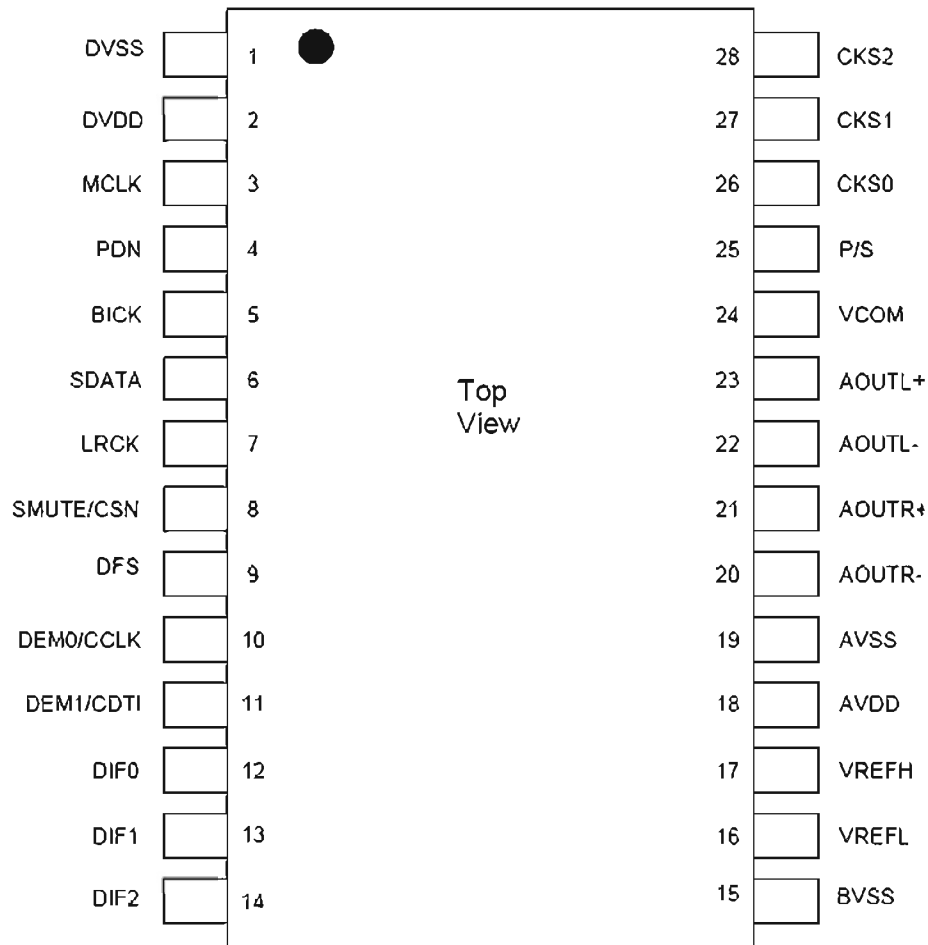 DVSS 1 28 CKS2
DVDD 2 27 CKS1
MCLK 3 26 CKS0
PDN 4 25 P/S
BICK 5 24 VCOM
SDATA 6 23 AOUTL+
Top
View
LRCK 7 22 AOUTL-
SMUTE/CSN 8 21 AOUTR+
DFS 9 20 AOUTR-
DEM0/CCLK 10 19 AVSS
DEM1/CDTI 11 18 AVDD
DIF0 12 17 VREFH
DIF1 13 16 VREFL
DIF2 14 15 BVSS